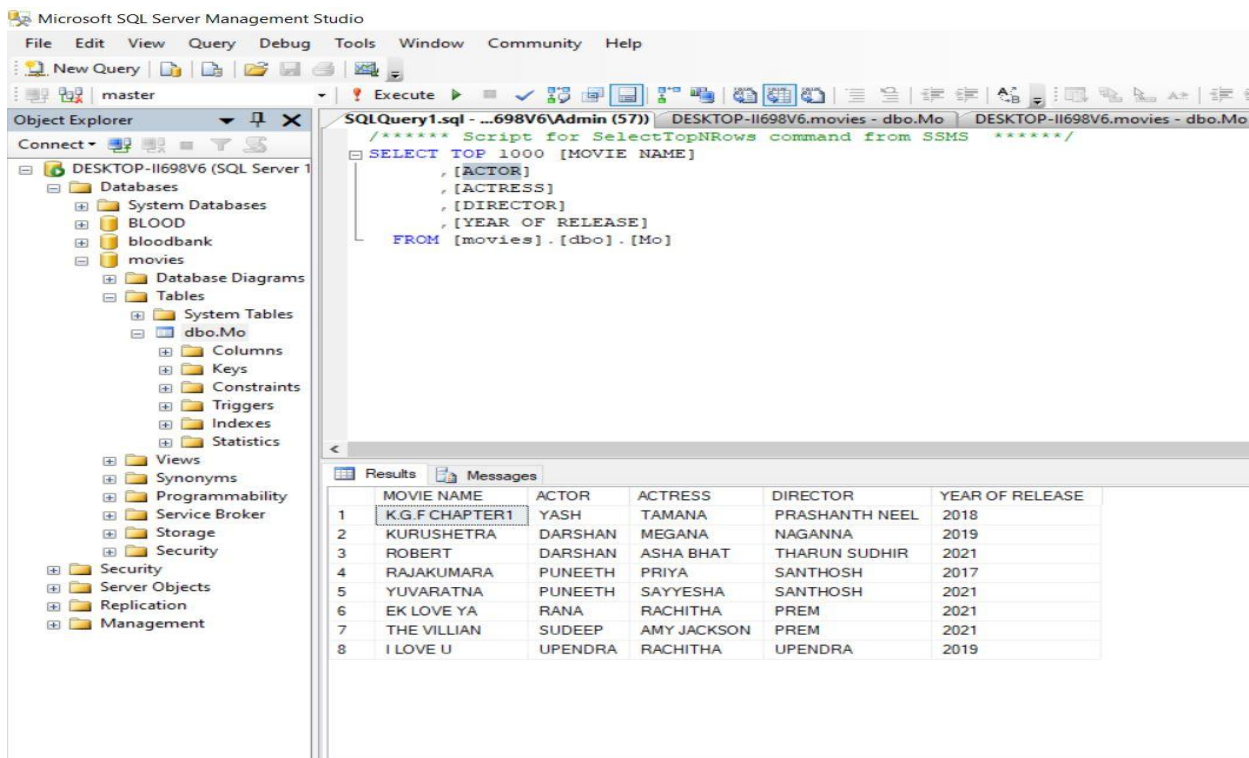 Microsoft SQL Server Management Studio
File Edit View Query Debug Tools Window Community Help
New Query
master
Execute
Object Explorer
Connect
DESKTOP-II698V6 (SQL Server 1
Databases
System Databases
BLOOD
bloodbank
movies
Database Diagrams
Tables
System Tables
dbo.Mo
Columns
Keys
Constraints
Triggers
Indexes
Statistics
Views
Synonyms
Programmability
Service Broker
Storage
Security
Security
Server Objects
Replication
Management
SQLQuery1.sql - ...698V6\Admin (57)) DESKTOP-II698V6.movies - dbo.Mo DESKTOP-II698V6.movies - dbo.Mo
/****** Script for SelectTopNRows command from SSMS ******/
SELECT TOP 1000 [MOVIE NAME]
,[ACTOR]
,[ACTRESS]
,[DIRECTOR]
,[YEAR OF RELEASE]
FROM [movies].[dbo].[Mo]
Results Messages
MOVIE NAME ACTOR ACTRESS DIRECTOR YEAR OF RELEASE
1 K.G.F CHAPTER1 YASH TAMANA PRASHANTH NEEL 2018
2 KURUSHETRA DARSHAN MEGANA NAGANNA 2019
3 ROBERT DARSHAN ASHA BHAT THARUN SUDHIR 2021
4 RAJAKUMARA PUNEETH PRIYA SANTHOSH 2017
5 YUVARATNA PUNEETH SAYYESHA SANTHOSH 2021
6 EK LOVE YA RANA RACHITHA PREM 2021
7 THE VILLIAN SUDEEP AMY JACKSON PREM 2021
8 I LOVE U UPENDRA RACHITHA UPENDRA 2019